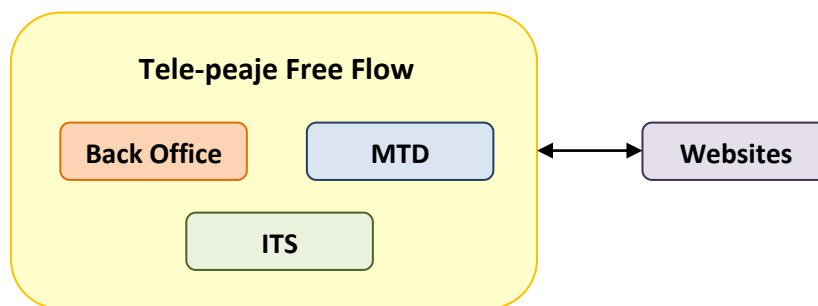 Tele-peaje Free Flow
Back Office
MTD
Websites
ITS